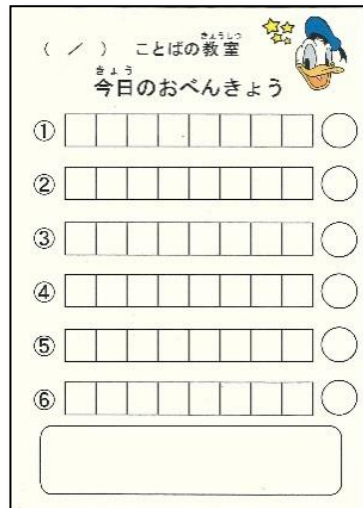 （ ／ ） ことばの教室
きょうしつ
きょう
今日のおべんきょう
①
②
③
④
⑤
⑥